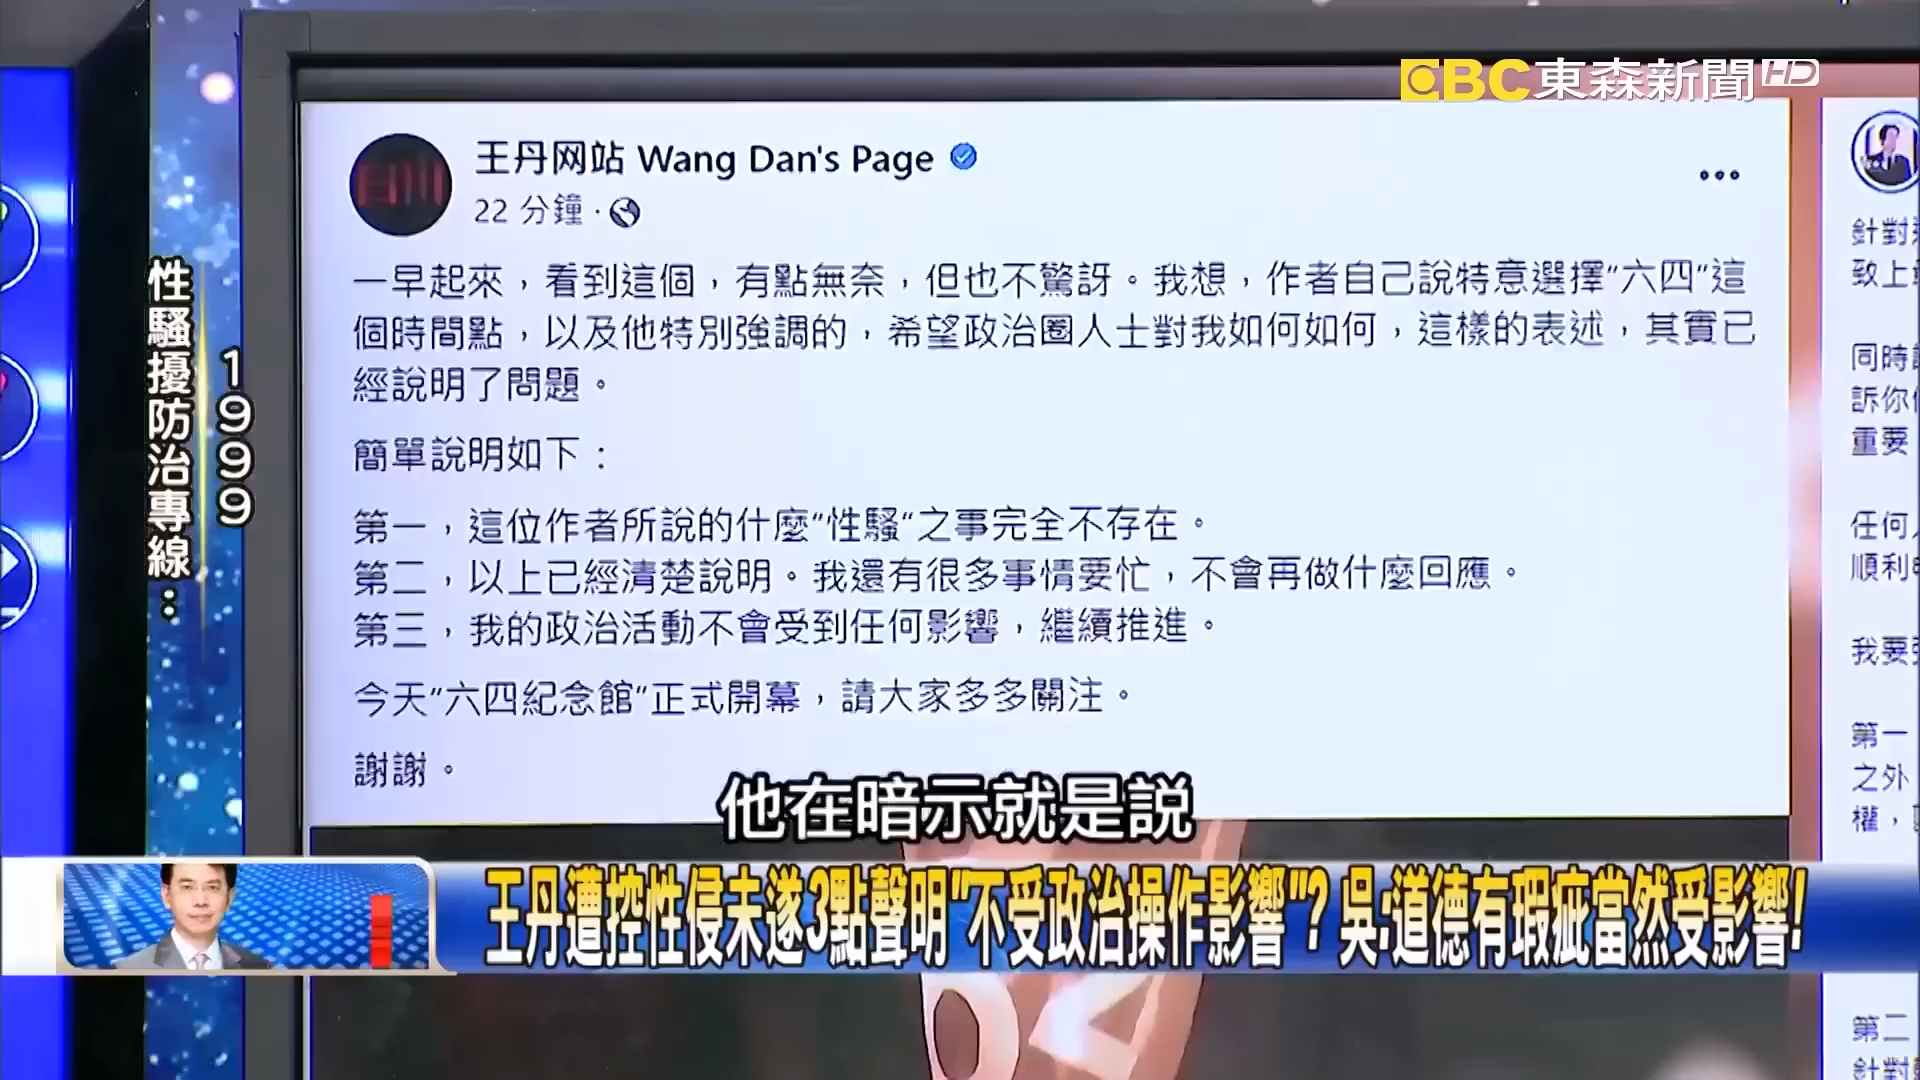 EBC東森新聞HD
王丹网站 Wang Dan's Page
22 分鐘·
一早起來，看到這個，有點無奈，但也不驚訝。我想，作者自己說特意選擇“六四“這
個時間點，以及他特別強調的，希望政治圈人士對我如何如何，這樣的表述，其實已
經說明了問題。
簡單說明如下：
第一，這位作者所說的什麼“性騷“之事完全不存在。
第二，以上已經清楚說明。我還有很多事情要忙，不會再做什麼回應。
第三，我的政治活動不會受到任何影響，繼續推進。
今天“六四紀念館“正式開幕，請大家多多關注。
謝謝。
性騷擾防治專線：
1999
針對
致上
同時
訴你
重要
任何
順利
我要
第一
之外
權，
第二
針對
他在暗示就是説
王丹遭控性侵未遂3點聲明"不受政治操作影響"? 吳:道德有瑕疵當然受影響!